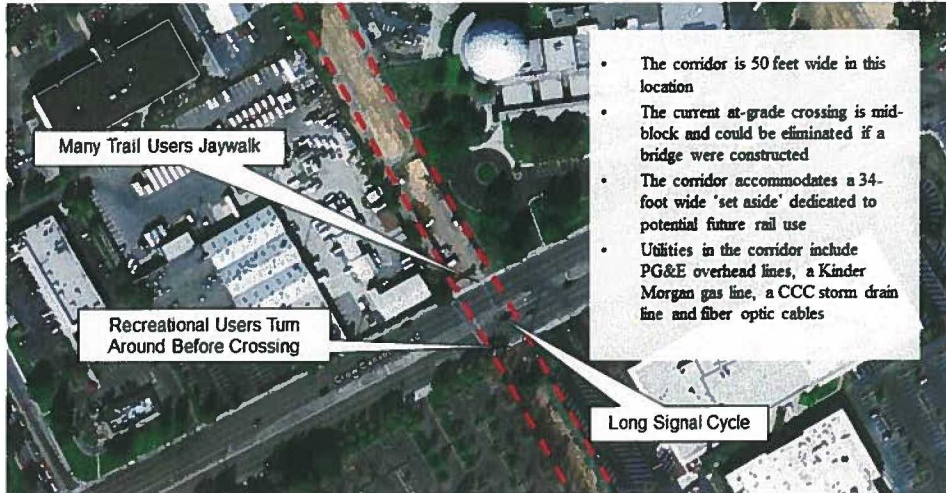 Many Trail Users Jaywalk
Recreational Users Turn
Around Before Crossing
Long Signal Cycle
• The corridor is 50 feet wide in this
location
• The current at-grade crossing is mid-
block and could be eliminated if a
bridge were constructed
• The corridor accommodates a 34-
foot wide 'set aside' dedicated to
potential future rail use
• Utilities in the corridor include
PG&E overhead lines, a Kinder
Morgan gas line, a CCC storm drain
line and fiber optic cables